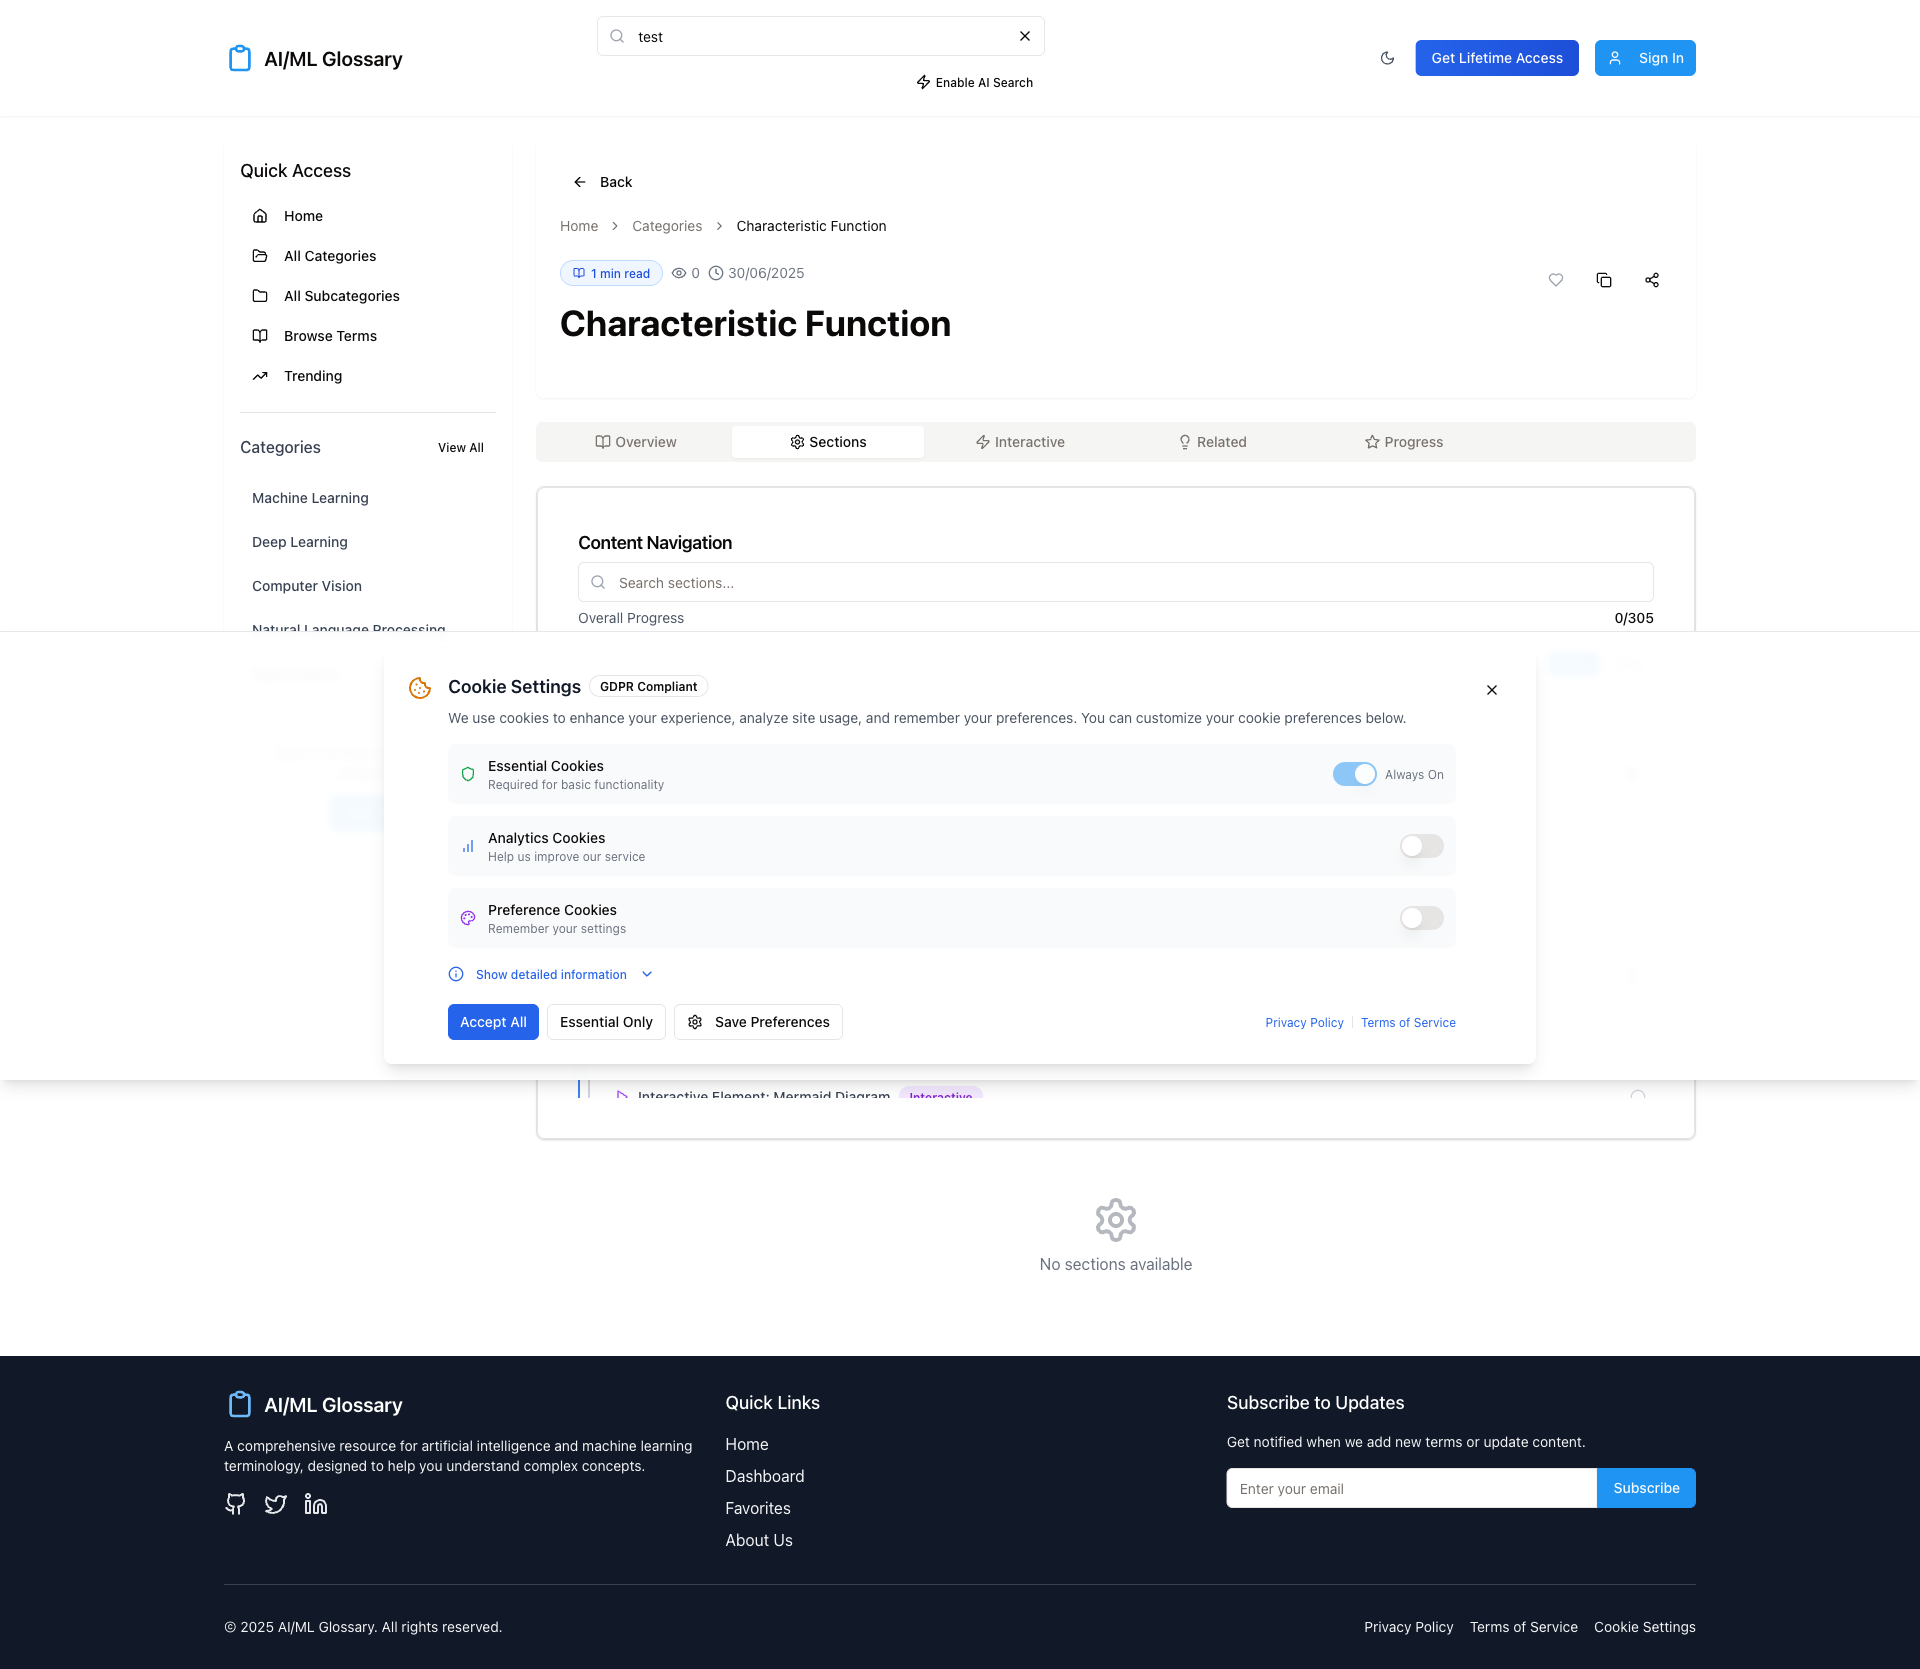 AI/ML Glossary
test
Enable AI Search
Get Lifetime Access
Sign In
Quick Access
Home
All Categories
All Subcategories
Browse Terms
Trending
Categories
View All
Machine Learning
Deep Learning
Computer Vision
Natural Language Processing
Back
Home > Categories > Characteristic Function
1 min read
0
30/06/2025
Characteristic Function
Overview
Sections
Interactive
Related
Progress
Content Navigation
Search sections...
Overall Progress
0/305
Cookie Settings
GDPR Compliant
We use cookies to enhance your experience, analyze site usage, and remember your preferences. You can customize your cookie preferences below.
Essential Cookies
Required for basic functionality
Always On
Analytics Cookies
Help us improve our service
Preference Cookies
Remember your settings
Show detailed information
Accept All
Essential Only
Save Preferences
Privacy Policy
Terms of Service
Interactive Element: Mermaid Diagram
Interactive
No sections available
AI/ML Glossary
A comprehensive resource for artificial intelligence and machine learning
terminology, designed to help you understand complex concepts.
Quick Links
Home
Dashboard
Favorites
About Us
Subscribe to Updates
Get notified when we add new terms or update content.
Enter your email
Subscribe
© 2025 AI/ML Glossary. All rights reserved.
Privacy Policy
Terms of Service
Cookie Settings